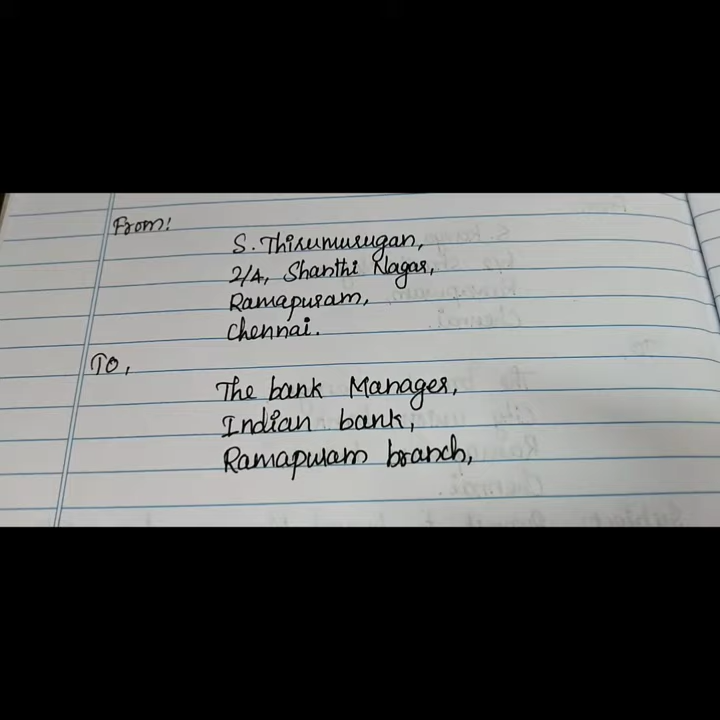 From:
S. Thirumurugan,
2/4, Shanthi Nagar,
Ramapuram,
Chennai.
To,
The bank Manager,
Indian bank,
Ramapuram branch,